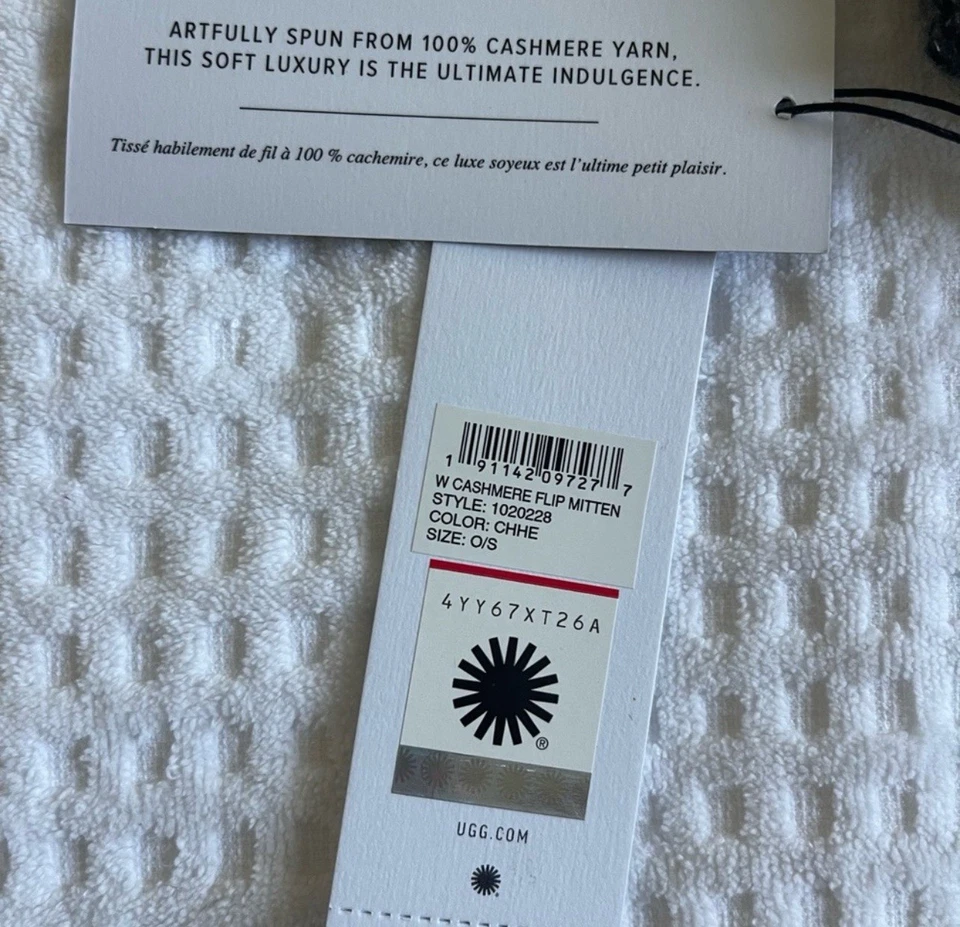 ARTFULLY SPUN FROM 100% CASHMERE YARN,
THIS SOFT LUXURY IS THE ULTIMATE INDULGENCE.
Tissé habilement de fil à 100 % cachemire, ce luxe soyeux est l'ultime petit plaisir.
1 91142 09727 7
W CASHMERE FLIP MITTEN
STYLE: 1020228
COLOR: CHHE
SIZE: O/S
4YY67XT26A
®
UGG.COM